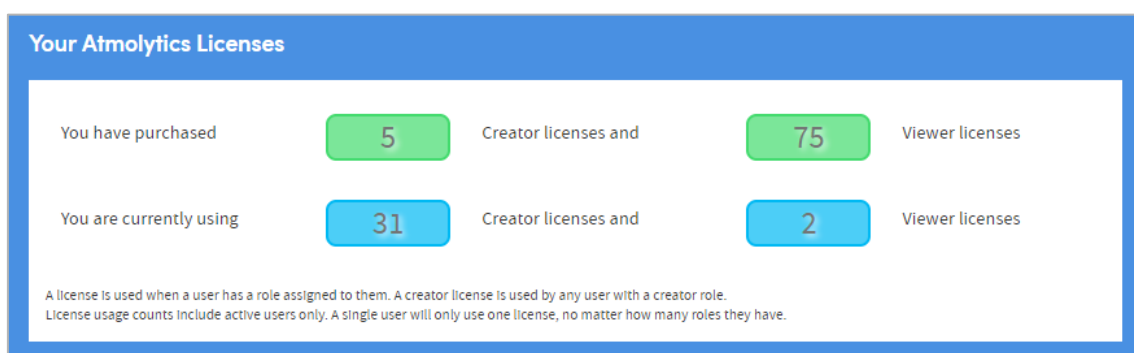 Your Atmolytics Licenses
You have purchased 5 Creator licenses and 75 Viewer licenses
You are currently using 31 Creator licenses and 2 Viewer licenses
A license is used when a user has a role assigned to them. A creator license is used by any user with a creator role.
License usage counts include active users only. A single user will only use one license, no matter how many roles they have.